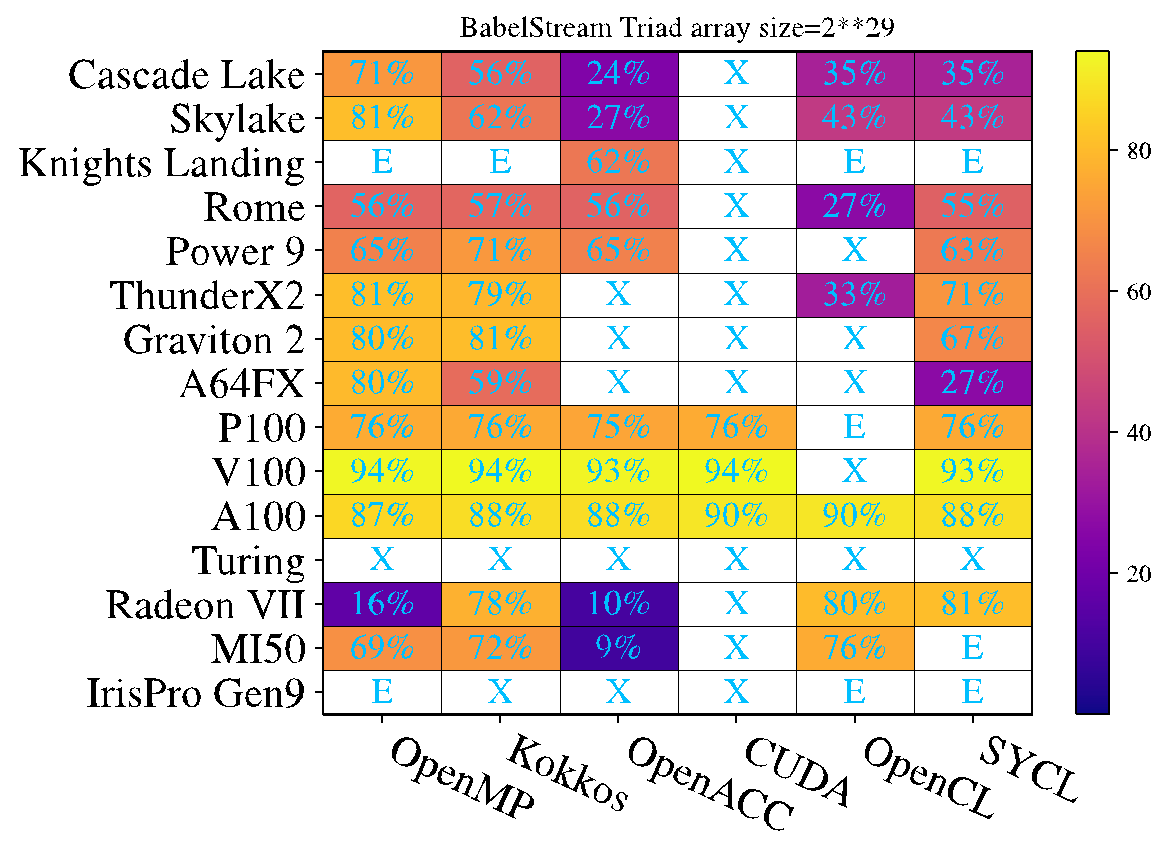 BabelStream Triad array size=2**29
Cascade Lake 71% 56% 24% X 35% 35%
Skylake 81% 62% 27% X 43% 43%
Knights Landing E E 62% X E E
Rome 56% 57% 56% X 27% 55%
Power 9 65% 71% 65% X X 63%
ThunderX2 81% 79% X X 33% 71%
Graviton 2 80% 81% X X X 67%
A64FX 80% 59% X X X 27%
P100 76% 76% 75% 76% E 76%
V100 94% 94% 93% 94% X 93%
A100 87% 88% 88% 90% 90% 88%
Turing X X X X X X
Radeon VII 16% 78% 10% X 80% 81%
MI50 69% 72% 9% X 76% E
IrisPro Gen9 E X X X E E
OpenMP Kokkos OpenACC CUDA OpenCL SYCL
80
60
40
20